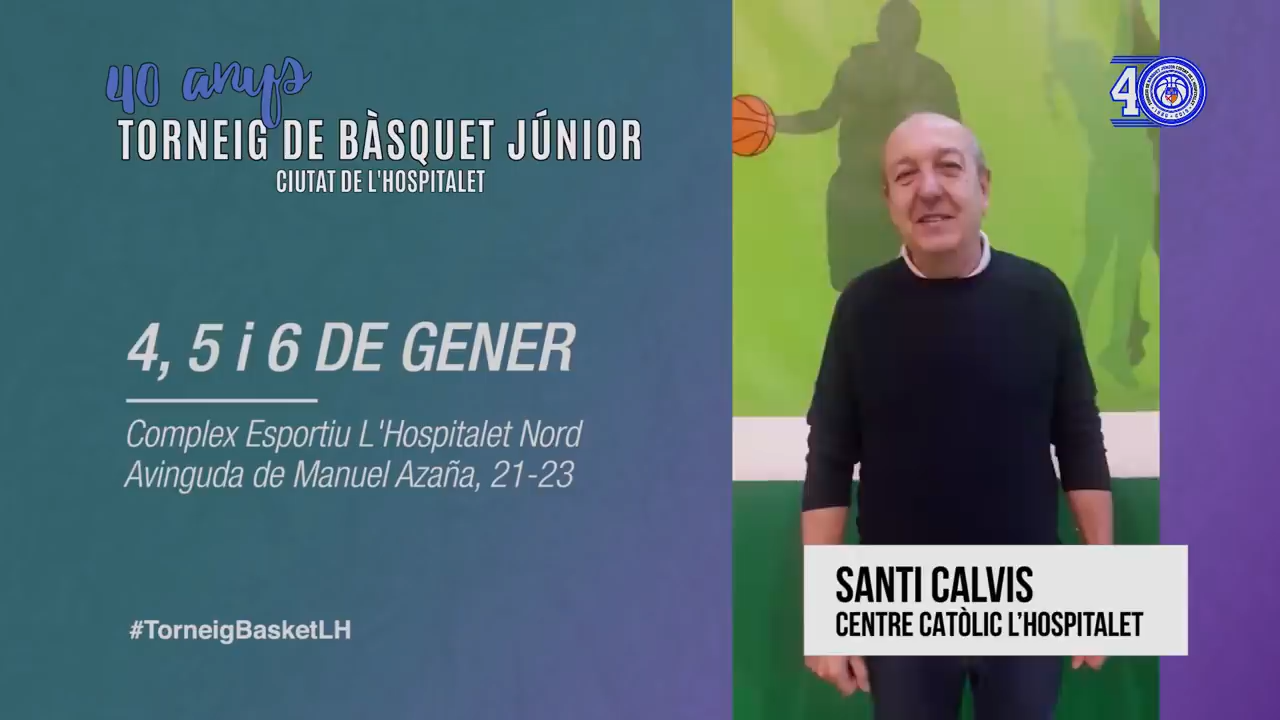 40 anys
TORNEIG DE BÀSQUET JÚNIOR
CIUTAT DE L'HOSPITALET
4, 5 i 6 DE GENER
Complex Esportiu L'Hospitalet Nord
Avinguda de Manuel Azaña, 21-23
#TorneigBasketLH
40
SANTI CALVIS
CENTRE CATÒLIC L’HOSPITALET